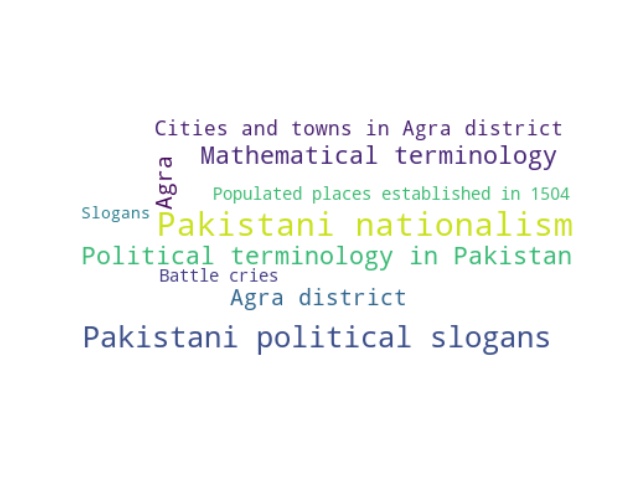 Cities and towns in Agra district
Mathematical terminology
Agra
Populated places established in 1504
Slogans
Pakistani nationalism
Political terminology in Pakistan
Battle cries
Agra district
Pakistani political slogans